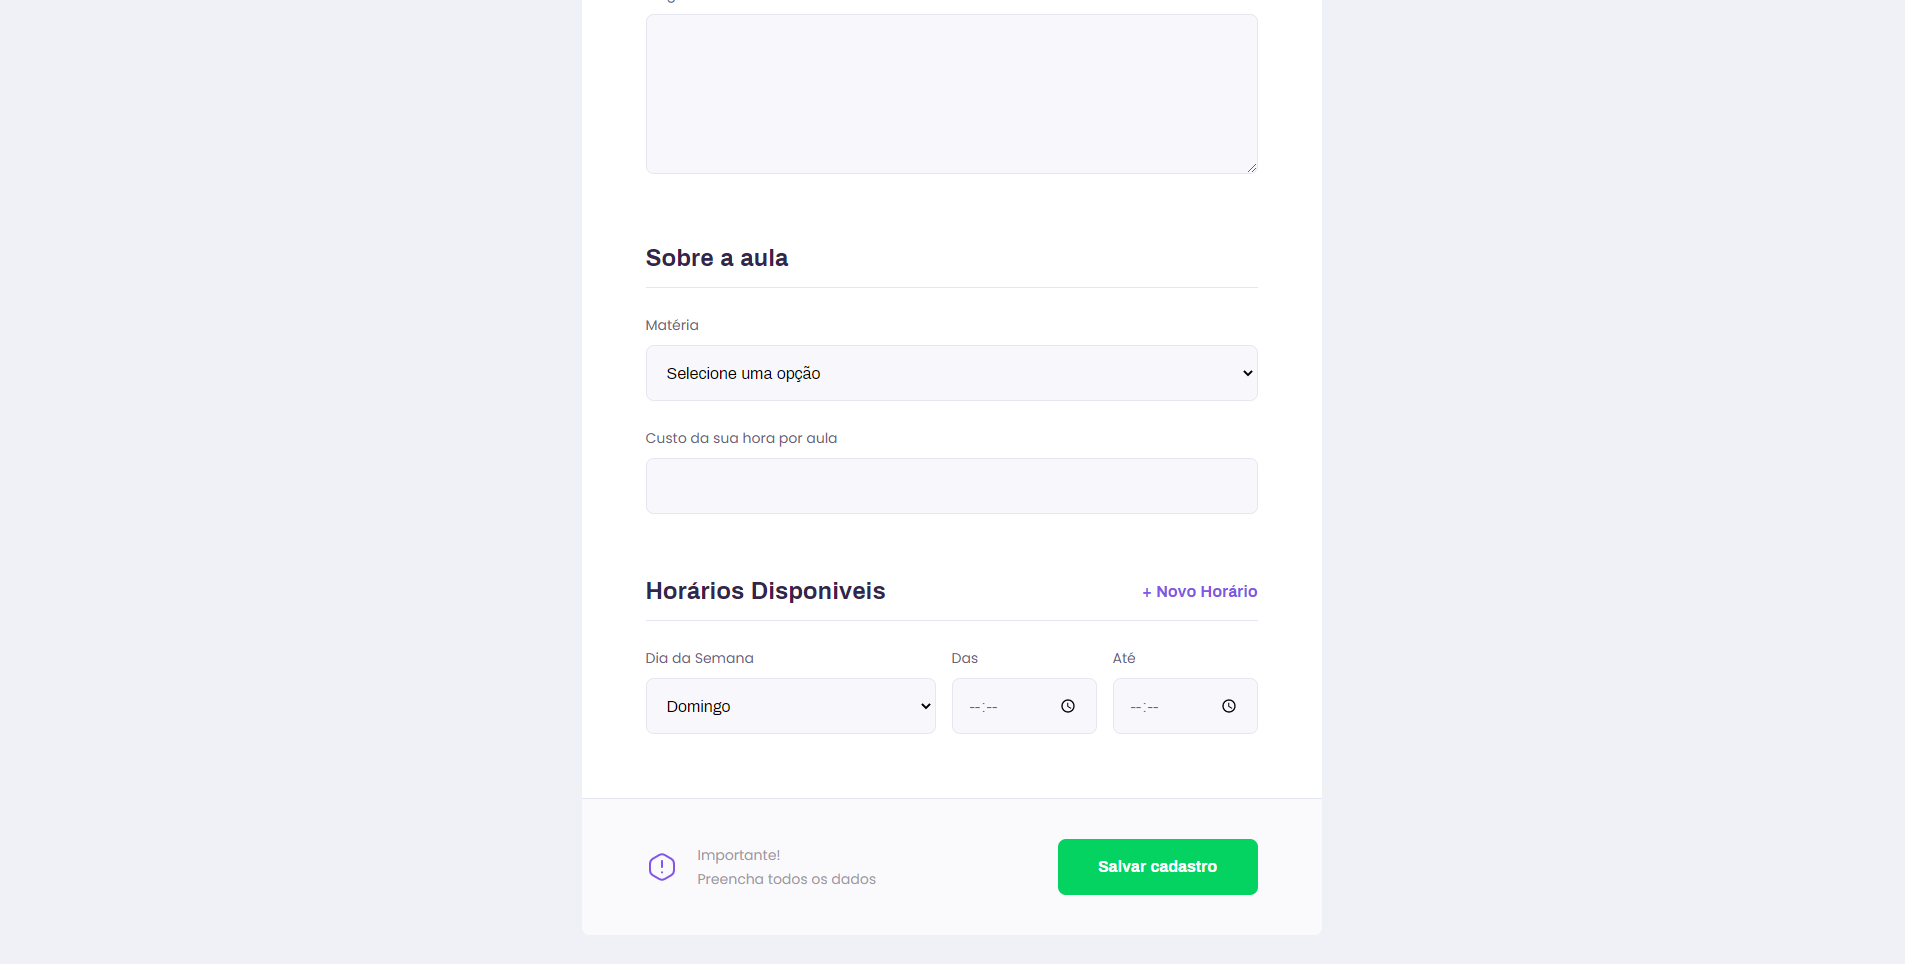 Sobre a aula
Matéria
Selecione uma opção
Custo da sua hora por aula
Horários Disponiveis
+ Novo Horário
Dia da Semana
Das
Até
Domingo
--:--
--:--
Importante!
Preencha todos os dados
Salvar cadastro